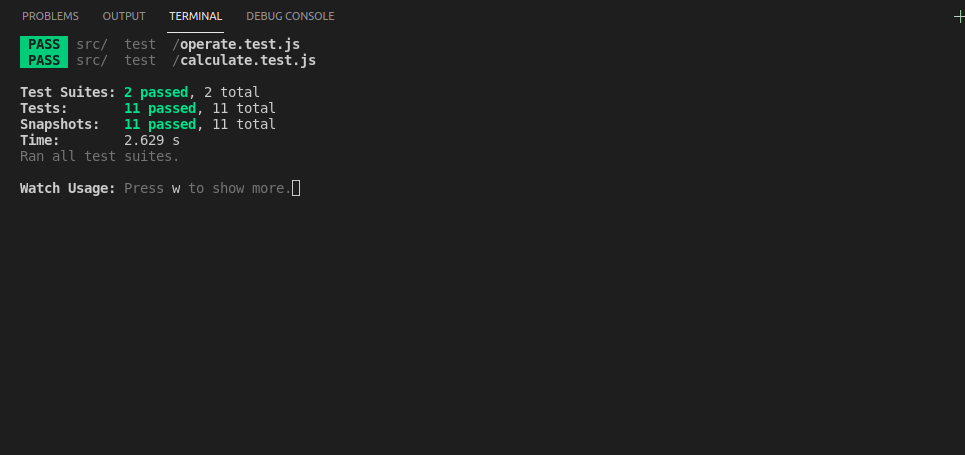 PROBLEMS OUTPUT TERMINAL DEBUG CONSOLE
PASS src/ test /operate.test.js
PASS src/ test /calculate.test.js
Test Suites: 2 passed, 2 total
Tests: 11 passed, 11 total
Snapshots: 11 passed, 11 total
Time: 2.629 s
Ran all test suites.
Watch Usage: Press w to show more.